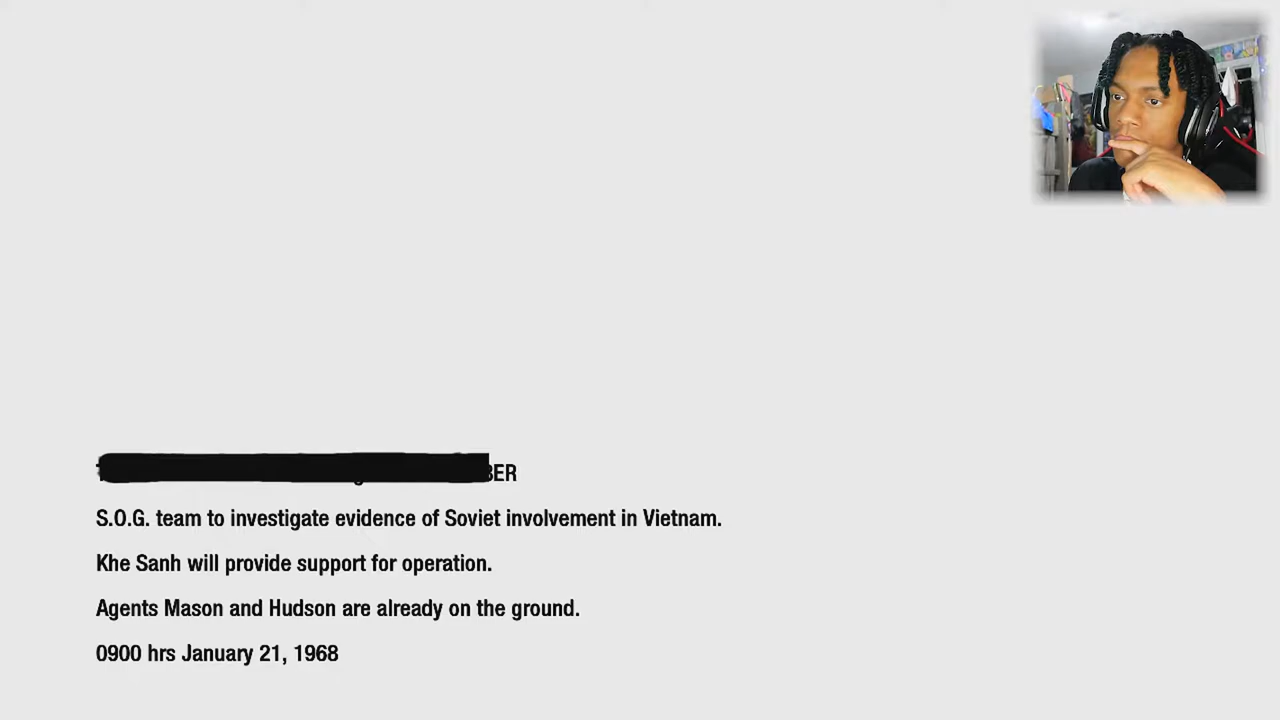 BER
S.O.G. team to investigate evidence of Soviet involvement in Vietnam.
Khe Sanh will provide support for operation.
Agents Mason and Hudson are already on the ground.
0900 hrs January 21, 1968